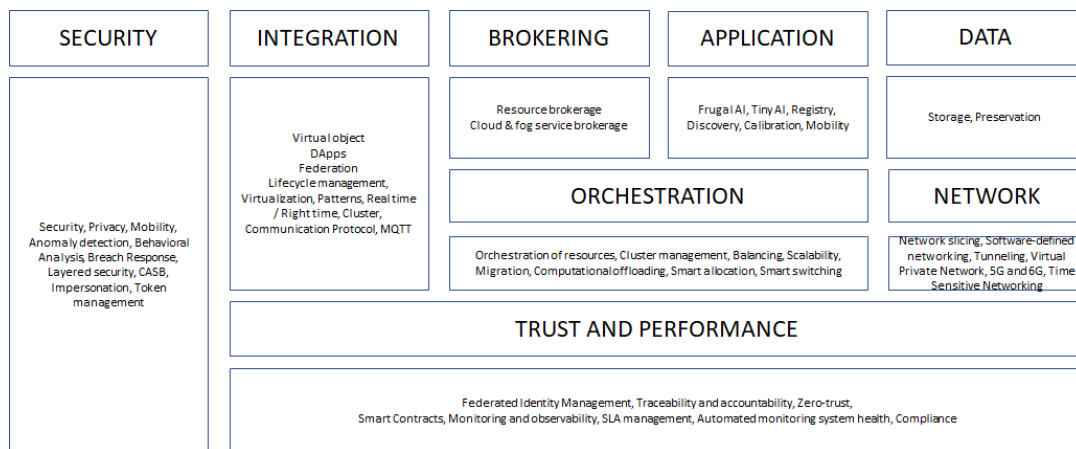 SECURITY
Security, Privacy, Mobility,
Anomaly detection, Behavioral
Analysis, Breach Response,
Layered security, CASB,
Impersonation, Token
management
INTEGRATION
Virtual object
DApps
Federation
Lifecycle management,
Virtualization, Patterns, Real time
/ Right time, Cluster,
Communication Protocol, MQTT
BROKERING
Resource brokerage
Cloud & fog service brokerage
APPLICATION
Frugal AI, Tiny AI, Registry,
Discovery, Calibration, Mobility
DATA
Storage, Preservation
ORCHESTRATION
Orchestration of resources, Cluster management, Balancing, Scalability,
Migration, Computational offloading, Smart allocation, Smart switching
NETWORK
Network slicing, Software-defined
networking, Tunneling, Virtual
Private Network, 5G and 6G, Time
Sensitive Networking
TRUST AND PERFORMANCE
Federated Identity Management, Traceability and accountability, Zero-trust,
Smart Contracts, Monitoring and observability, SLA management, Automated monitoring system health, Compliance